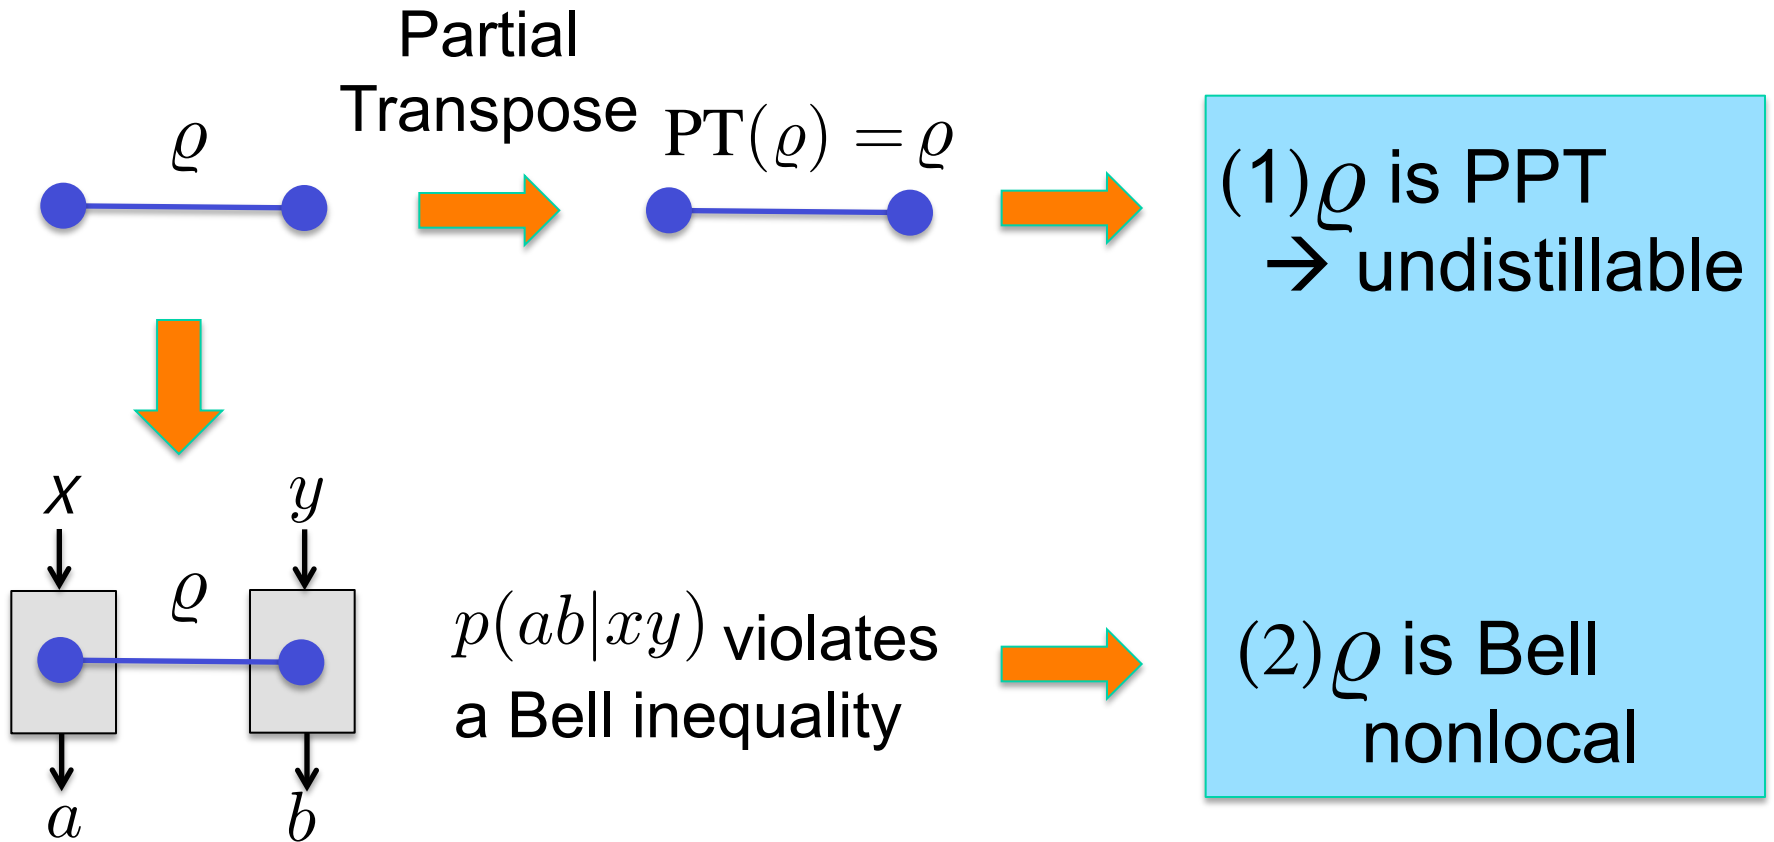 Partial
Transpose
ϱ
PT(ϱ) = ϱ
(1)ϱ is PPT
→ undistillable
x
y
ϱ
p(ab|xy) violates
a Bell inequality
(2)ϱ is Bell
nonlocal
a
b